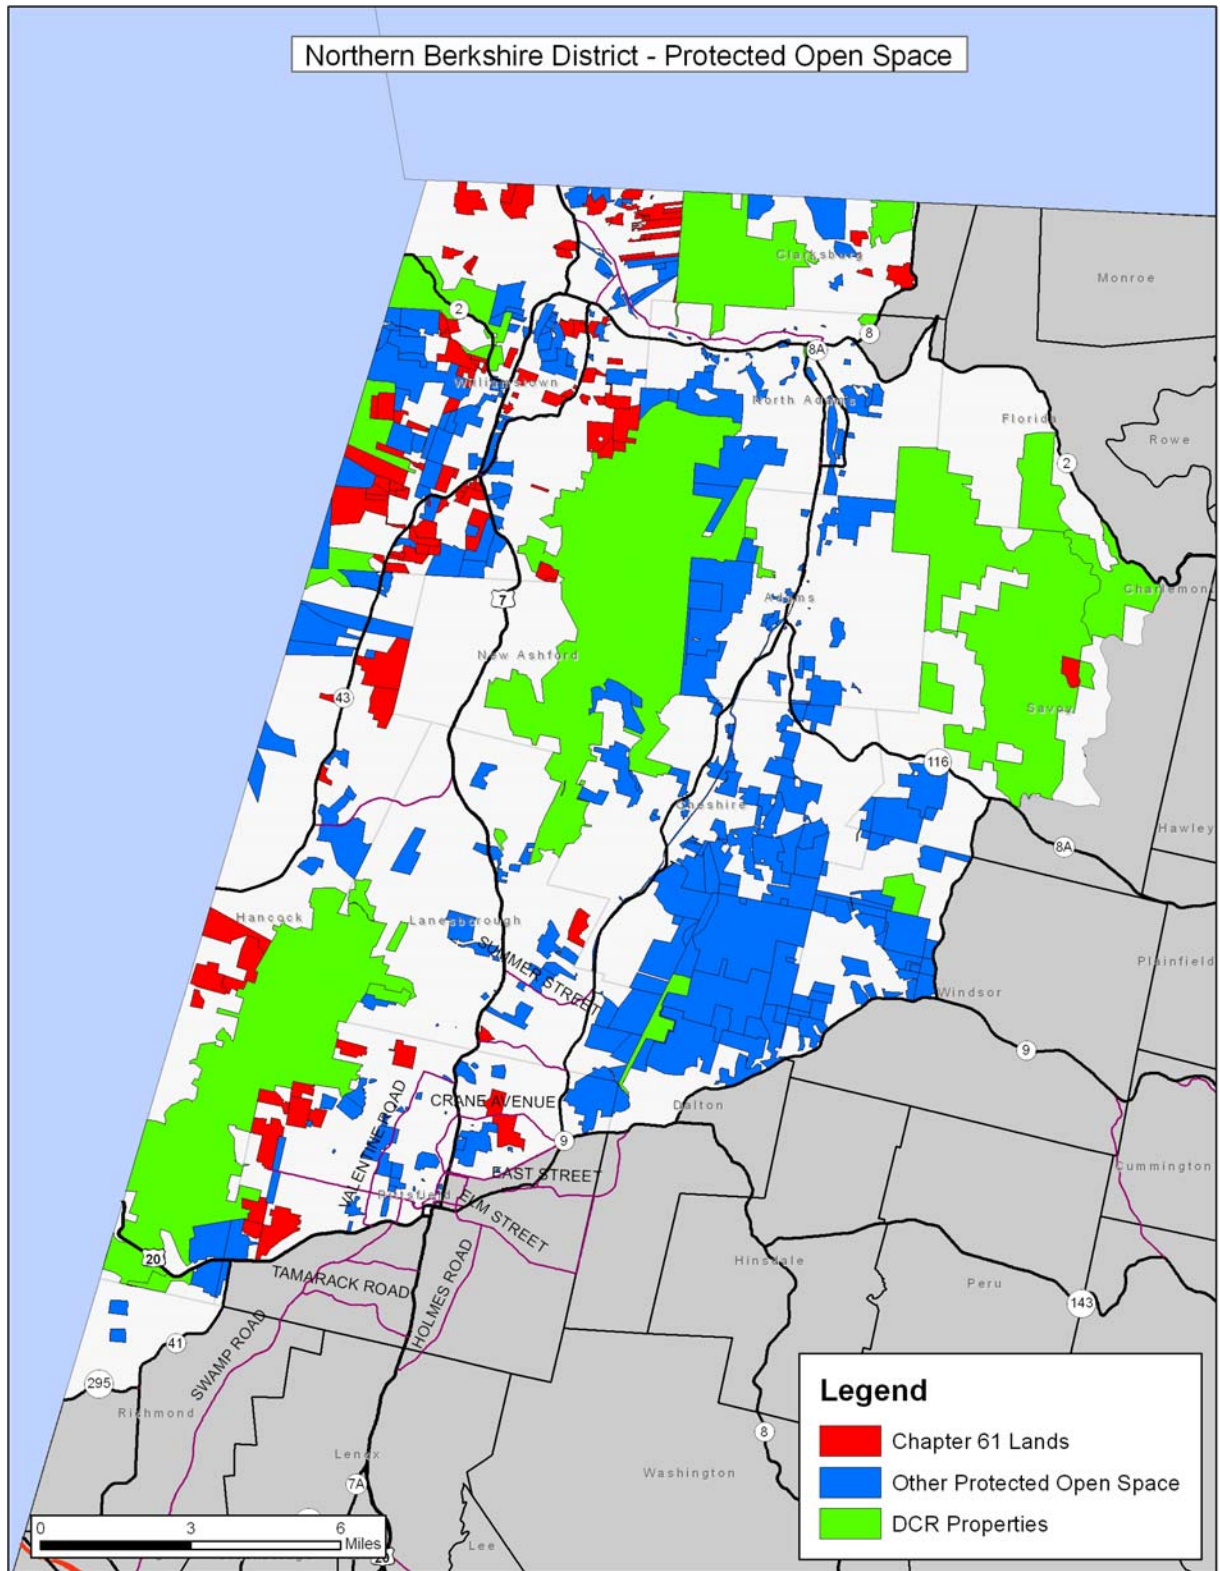 Northern Berkshire District - Protected Open Space
Clarksburg
Monroe
2
8
8A
Williamstown
North Adams
Florida
Rowe
2
7
Adams
Charlemont
New Ashford
43
Savoy
116
Cheshire
Hawley
8A
Hancock
Lanesborough
SUMMER STREET
Plainfield
Windsor
9
VALENTINE ROAD
CRANE AVENUE
Dalton
9
Cummington
EAST STREET
Pittsfield
ELM STREET
20
Hinsdale
TAMARACK ROAD
HOLMES ROAD
Peru
143
SWAMP ROAD
41
295
Richmond
Lenox
8
7A
Washington
Lee
Legend
Chapter 61 Lands
Other Protected Open Space
DCR Properties
0 3 6
Miles